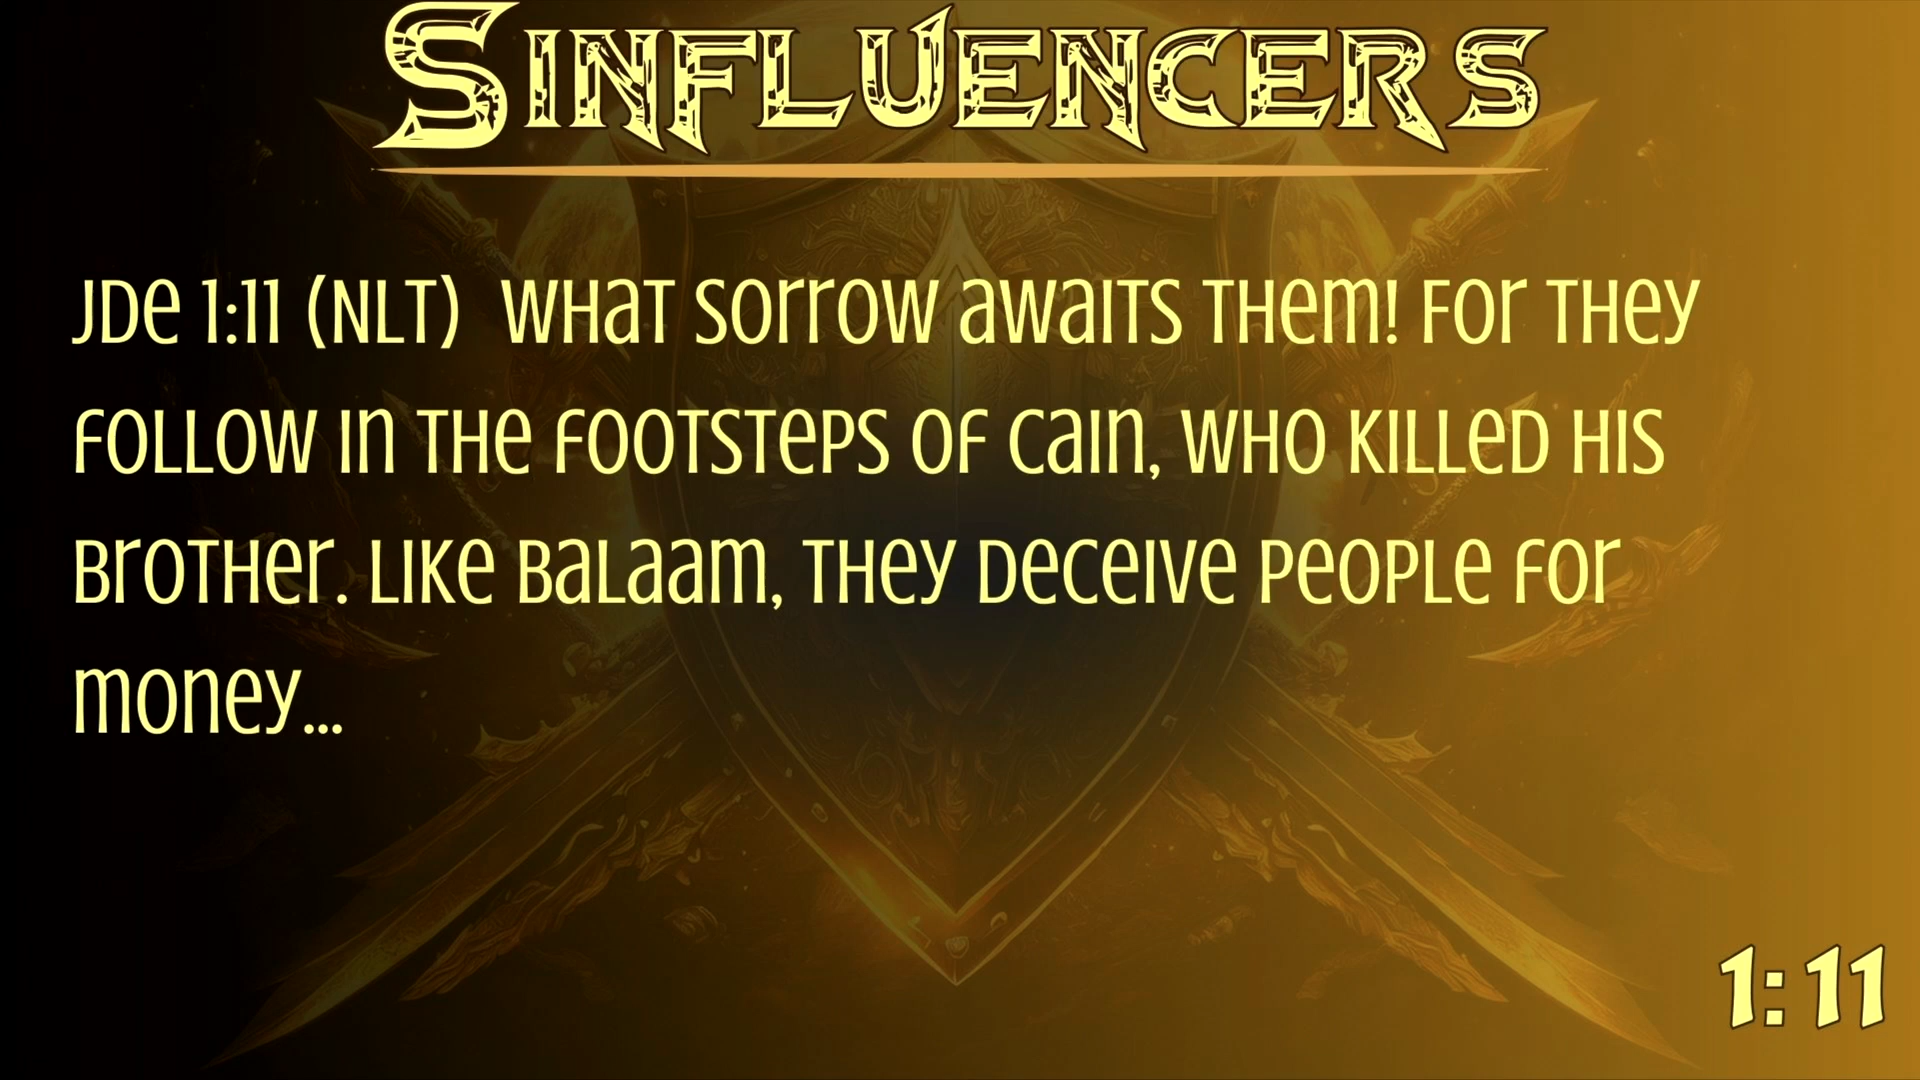 Sinfluencers
Jde 1:11 (NLT)  What sorrow awaits them! For they
follow in the footsteps of Cain, who killed his
brother. Like Balaam, they deceive people for
money...
1:11